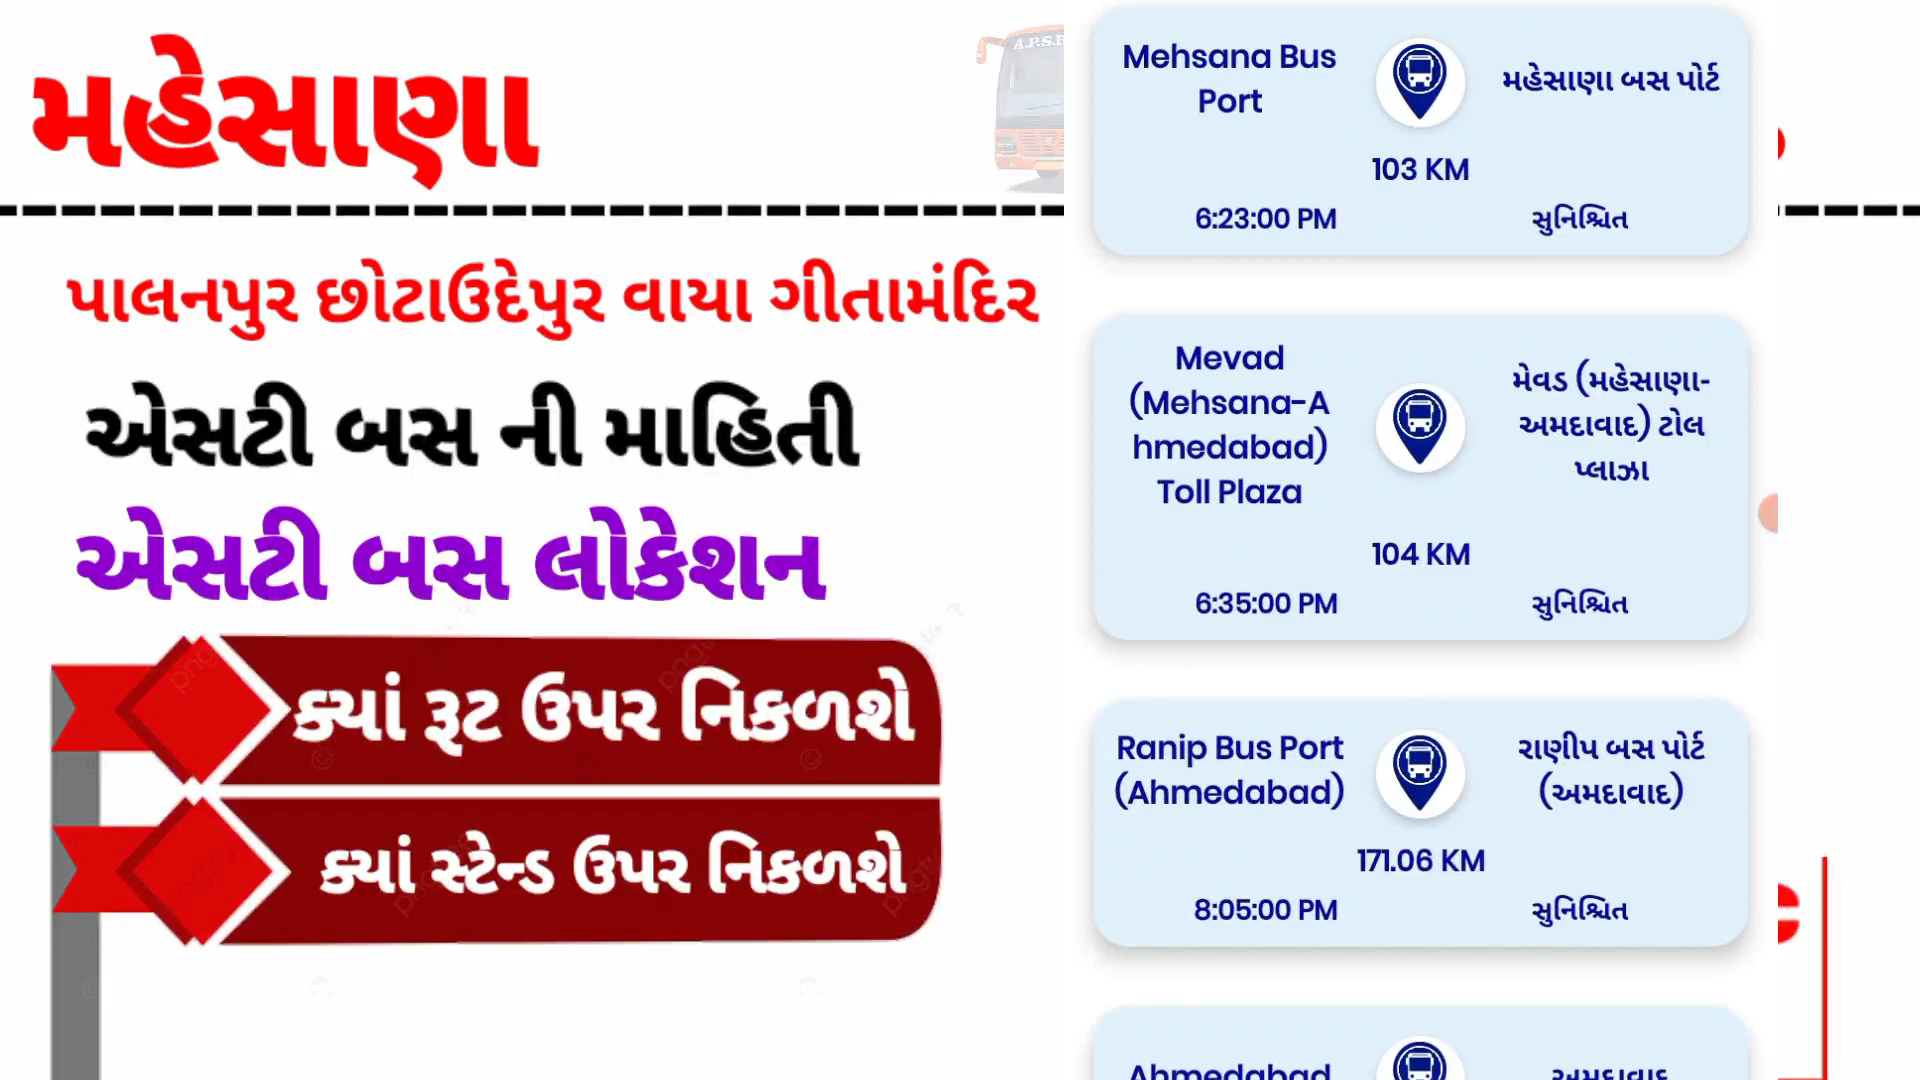 મહેસાણા
A.P.S.R
પાલનપુર છોટાઉદેપુર વાયા ગીતામંદિર
એસટી બસ ની માહિતી
એસટી બસ લોકેશન
ક્યાં રૂટ ઉપર નિકળશે
ક્યાં સ્ટેન્ડ ઉપર નિકળશે
Mehsana Bus
Port
મહેસાણા બસ પોર્ટ
103 KM
6:23:00 PM
સુનિશ્ચિત
Mevad
(Mehsana-A
hmedabad)
Toll Plaza
મેવડ (મહેસાણા-
અમદાવાદ) ટોલ
પ્લાઝા
104 KM
6:35:00 PM
સુનિશ્ચિત
Ranip Bus Port
(Ahmedabad)
રાણીપ બસ પોર્ટ
(અમદાવાદ)
171.06 KM
8:05:00 PM
સુનિશ્ચિત
Ahmedabad
અમદાવાદ